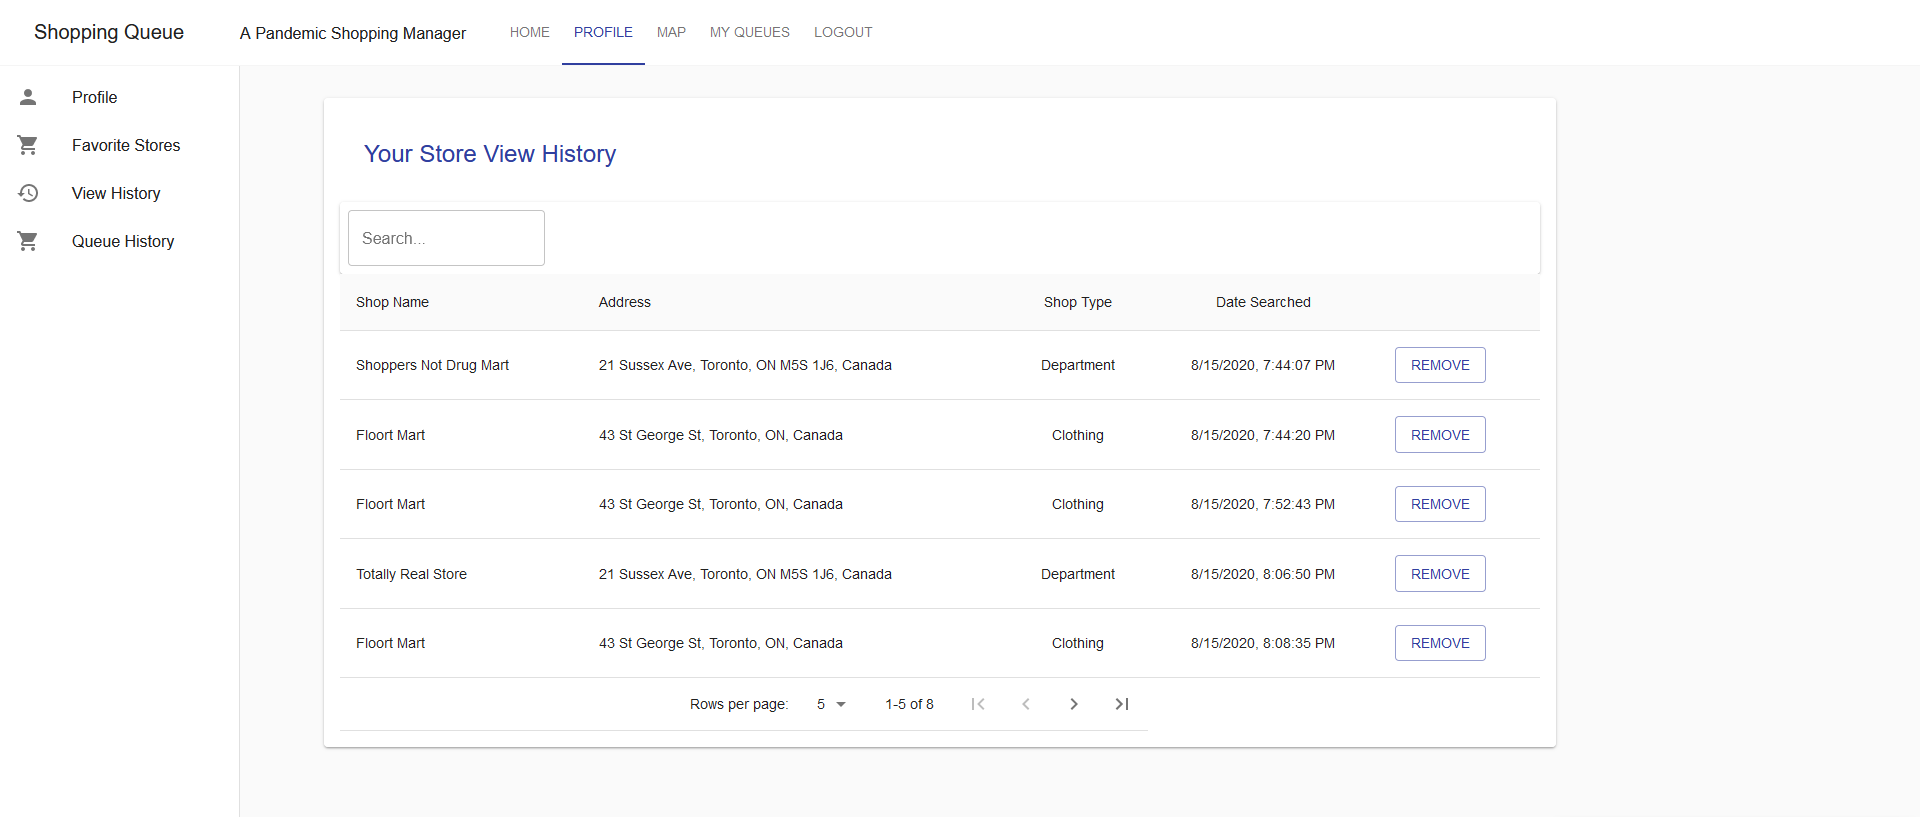 Shopping Queue A Pandemic Shopping Manager HOME PROFILE MAP MY QUEUES LOGOUT
Profile
Favorite Stores
View History
Queue History
Your Store View History
Search...
Shop Name Address Shop Type Date Searched
Shoppers Not Drug Mart 21 Sussex Ave, Toronto, ON M5S 1J6, Canada Department 8/15/2020, 7:44:07 PM REMOVE
Floort Mart 43 St George St, Toronto, ON, Canada Clothing 8/15/2020, 7:44:20 PM REMOVE
Floort Mart 43 St George St, Toronto, ON, Canada Clothing 8/15/2020, 7:52:43 PM REMOVE
Totally Real Store 21 Sussex Ave, Toronto, ON M5S 1J6, Canada Department 8/15/2020, 8:06:50 PM REMOVE
Floort Mart 43 St George St, Toronto, ON, Canada Clothing 8/15/2020, 8:08:35 PM REMOVE
Rows per page: 5 1-5 of 8